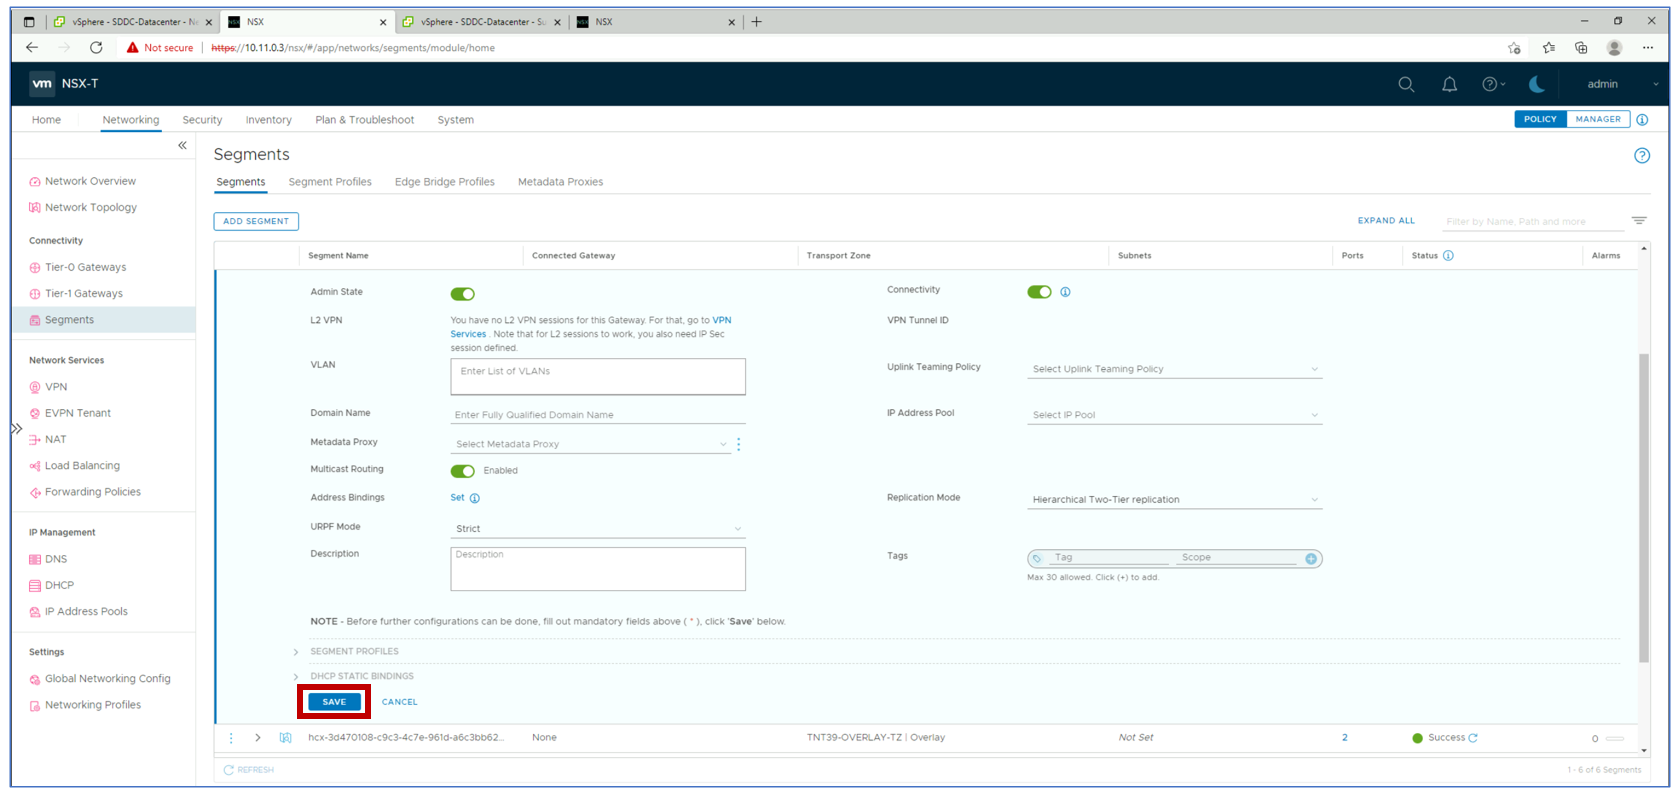 vSphere - SDDC-Datacenter - Ne
NSX
vSphere - SDDC-Datacenter - Su
NSX
Not secure
https://10.11.0.3/nsx/#/app/networks/segments/module/home
vm NSX-T
admin
Home Networking Security Inventory Plan & Troubleshoot System
POLICY MANAGER
Network Overview
Network Topology
Connectivity
Tier-0 Gateways
Tier-1 Gateways
Segments
Network Services
VPN
EVPN Tenant
NAT
Load Balancing
Forwarding Policies
IP Management
DNS
DHCP
IP Address Pools
Settings
Global Networking Config
Networking Profiles
Segments
Segments Segment Profiles Edge Bridge Profiles Metadata Proxies
ADD SEGMENT
EXPAND ALL
Filter by Name, Path and more
Segment Name Connected Gateway Transport Zone Subnets Ports Status Alarms
Admin State
Connectivity
L2 VPN
You have no L2 VPN sessions for this Gateway. For that, go to VPN
Services . Note that for L2 sessions to work, you also need IP Sec
session defined.
VPN Tunnel ID
VLAN
Enter List of VLANs
Uplink Teaming Policy
Select Uplink Teaming Policy
Domain Name
Enter Fully Qualified Domain Name
IP Address Pool
Select IP Pool
Metadata Proxy
Select Metadata Proxy
Multicast Routing
Enabled
Address Bindings
Set
Replication Mode
Hierarchical Two-Tier replication
URPF Mode
Strict
Description
Description
Tags
Tag
Scope
Max 30 allowed. Click (+) to add.
NOTE - Before further configurations can be done, fill out mandatory fields above ( * ), click 'Save' below.
SEGMENT PROFILES
DHCP STATIC BINDINGS
SAVE
CANCEL
hcx-3d470108-c9c3-4c7e-961d-a6c3bb62... None TNT39-OVERLAY-TZ | Overlay Not Set 2 Success 0
REFRESH
1 - 6 of 6 Segments